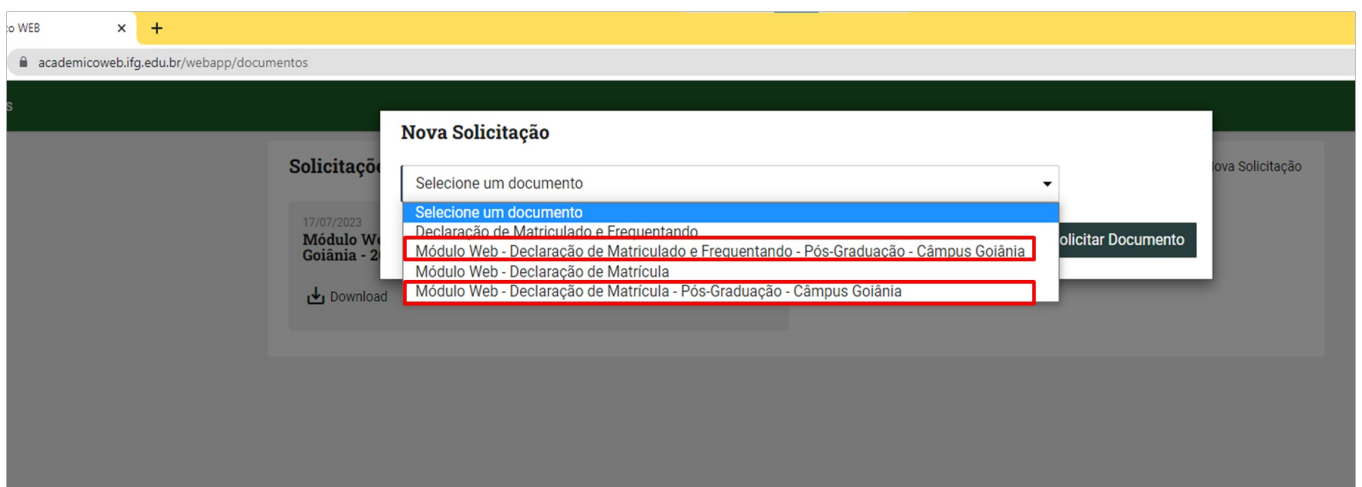 WEB
academicoweb.ifg.edu.br/webapp/documentos
s
Nova Solicitação
Solicitaçõe
ova Solicitação
Selecione um documento
Selecione um documento
Declaração de Matriculado e Frequentando
Módulo Web - Declaração de Matriculado e Frequentando - Pós-Graduação - Câmpus Goiânia
Módulo Web - Declaração de Matrícula
Módulo Web - Declaração de Matrícula - Pós-Graduação - Câmpus Goiânia
olicitar Documento
17/07/2023
Módulo We
Goiânia - 2
Download